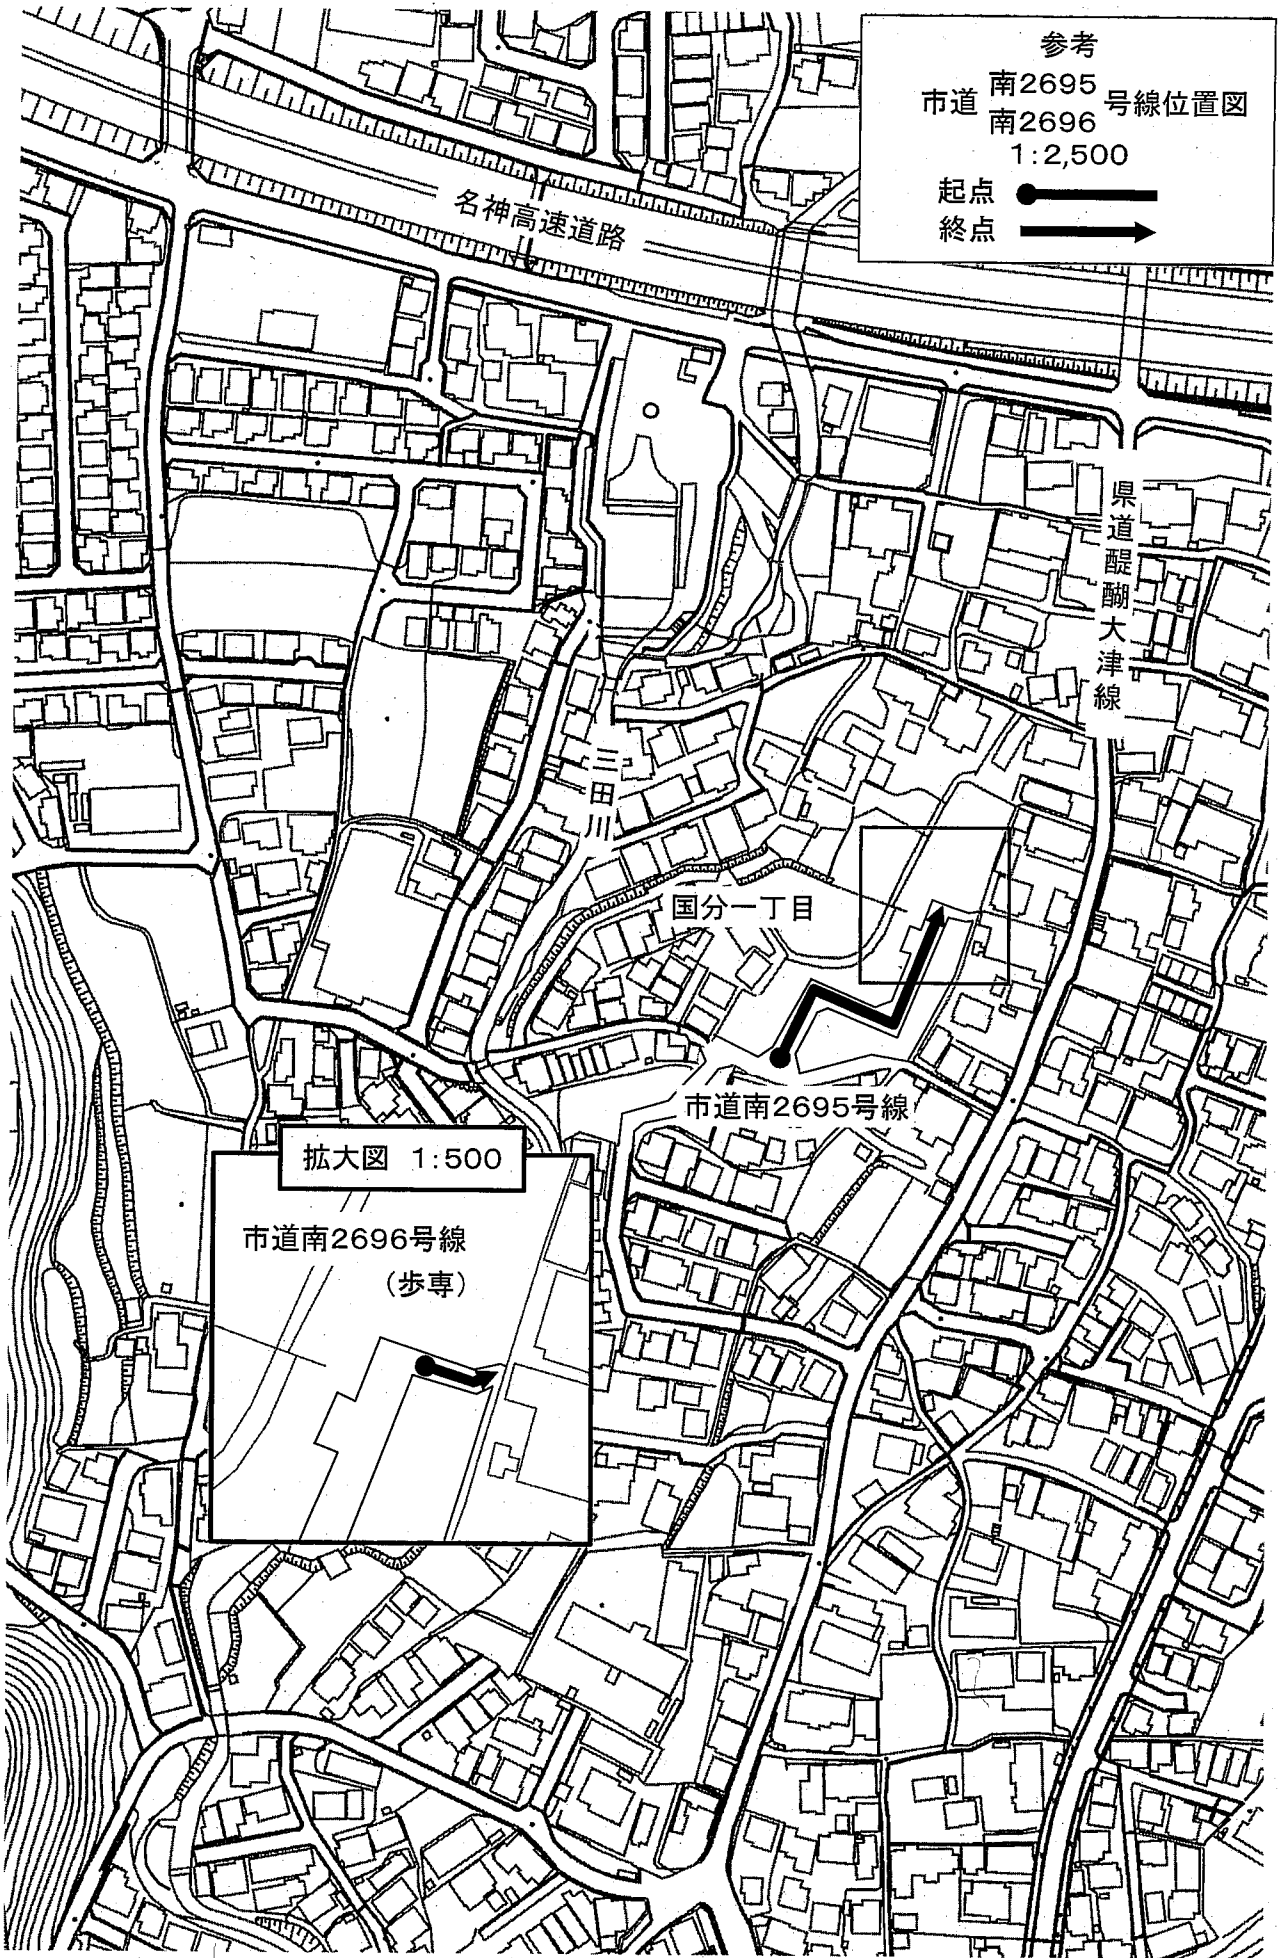 参考
市道 南2695 号線位置図
南2696
1:2,500
起点
終点
名神高速道路
県道醍醐大津線
三田川
国分一丁目
市道南2695号線
拡大図 1:500
市道南2696号線
（歩専）